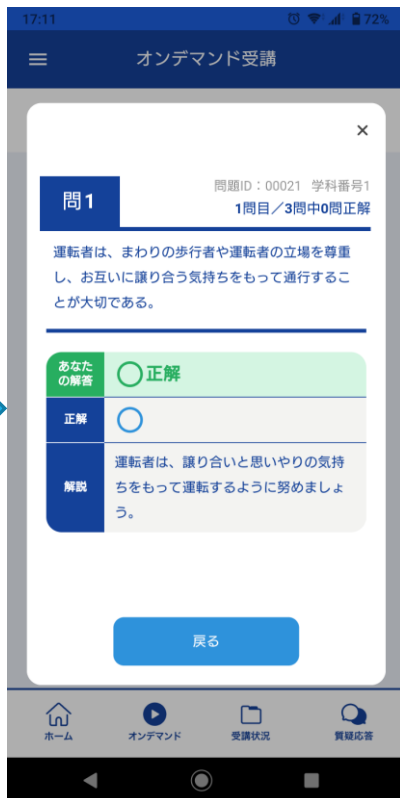 17:11
72%
オンデマンド受講
×
問題ID：00021 学科番号1
問1
1問目／3問中0問正解
運転者は、まわりの歩行者や運転者の立場を尊重
し、お互いに譲り合う気持ちをもって通行するこ
とが大切である。
あなた
の解答
◯正解
正解
◯
運転者は、譲り合いと思いやりの気持
解説
ちをもって運転するように努めましょ
う。
戻る
ホーム
オンデマンド
受講状況
質疑応答